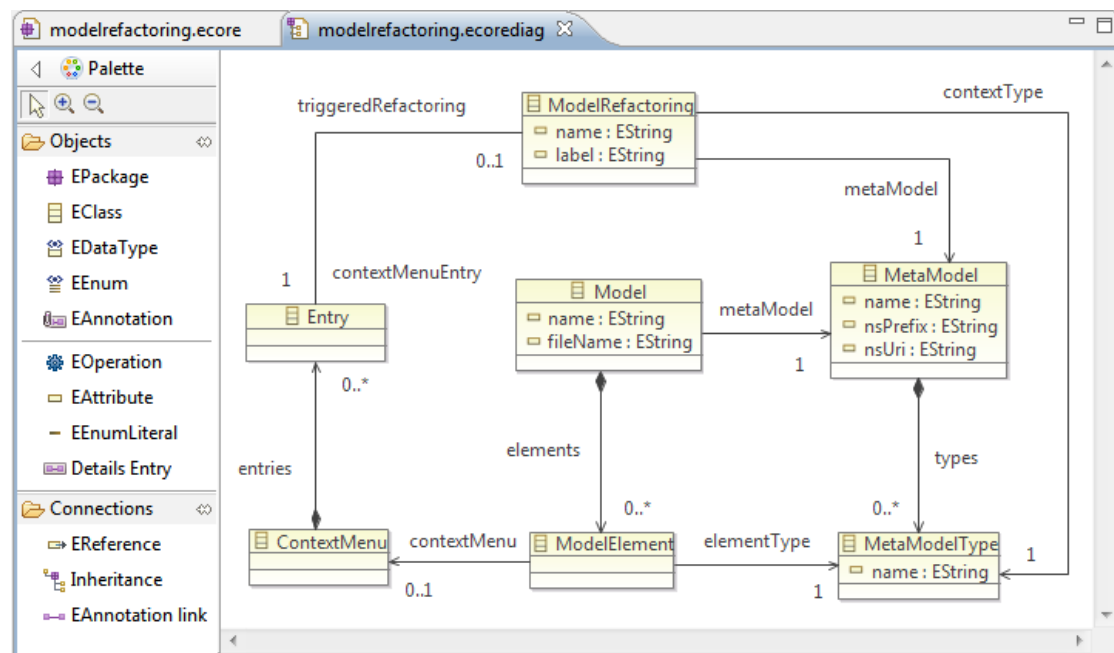 modelrefactoring.ecore
modelrefactoring.ecorediag
Palette
Objects
EPackage
EClass
EDataType
EEnum
EAnnotation
EOperation
EAttribute
EEnumLiteral
Details Entry
Connections
EReference
Inheritance
EAnnotation link
triggeredRefactoring
0..1
ModelRefactoring
name : EString
label : EString
contextType
metaModel
1
1
contextMenuEntry
Entry
0..*
Model
name : EString
fileName : EString
metaModel
1
MetaModel
name : EString
nsPrefix : EString
nsUri : EString
entries
elements
0..*
types
0..*
ContextMenu
contextMenu
0..1
ModelElement
elementType
1
MetaModelType
name : EString
1